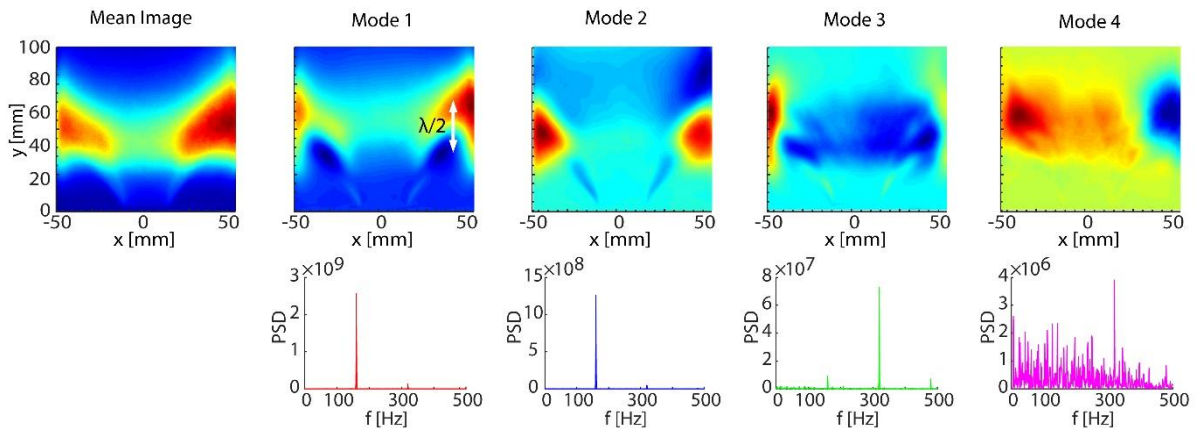 Mean Image
Mode 1
Mode 2
Mode 3
Mode 4
y [mm]
100
80
60
40
20
0
λ/2
-50 0 50
-50 0 50
-50 0 50
-50 0 50
-50 0 50
x [mm]
x [mm]
x [mm]
x [mm]
x [mm]
3×10⁹
2
1
0
PSD
0 100 300 500
f [Hz]
15×10⁸
10
5
0
PSD
0 100 300 500
f [Hz]
8×10⁷
6
4
2
0
PSD
0 100 300 500
f [Hz]
4×10⁶
3
2
1
0
PSD
0 100 300 500
f [Hz]